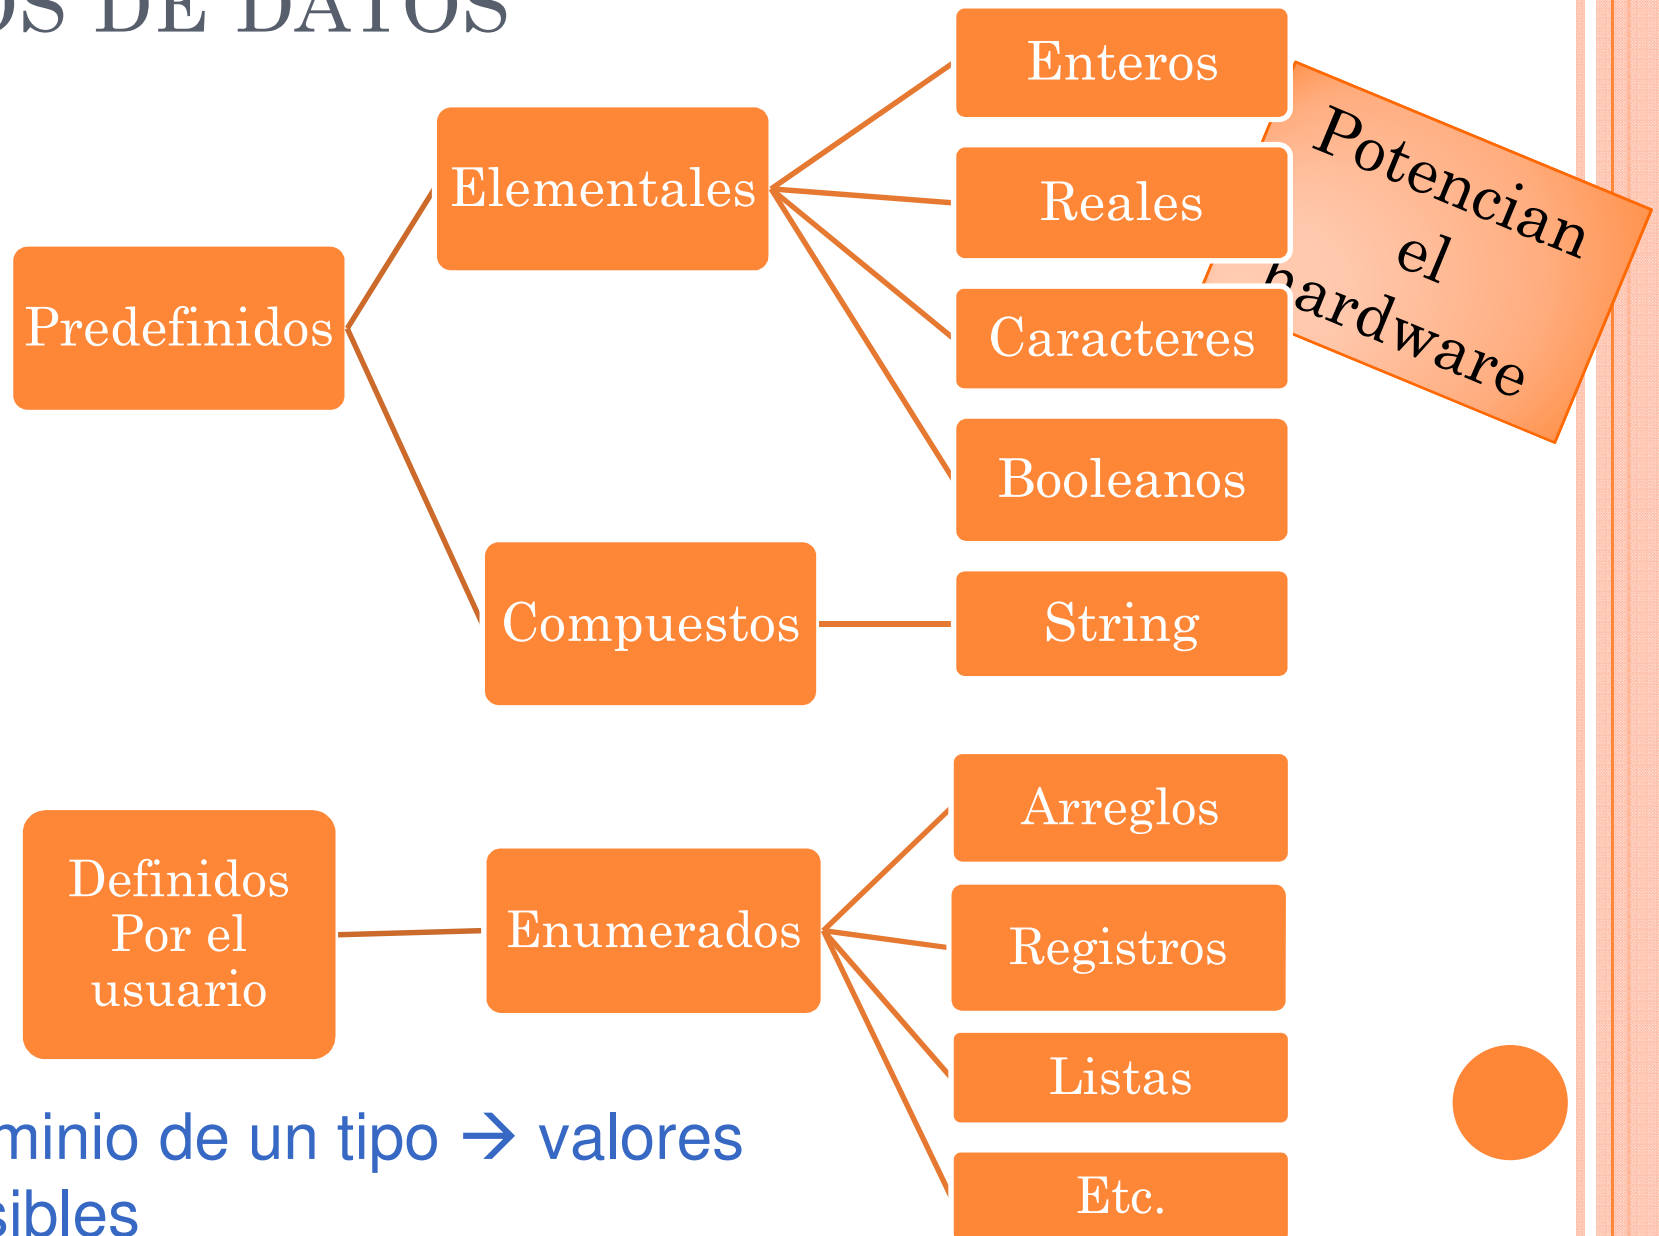 OS DE DATOS
Enteros
Elementales
Reales
Predefinidos
Caracteres
Booleanos
Potencian
el
hardware
Compuestos
String
Definidos
Por el
usuario
Enumerados
Arreglos
Registros
Listas
Etc.
minio de un tipo → valores
sibles